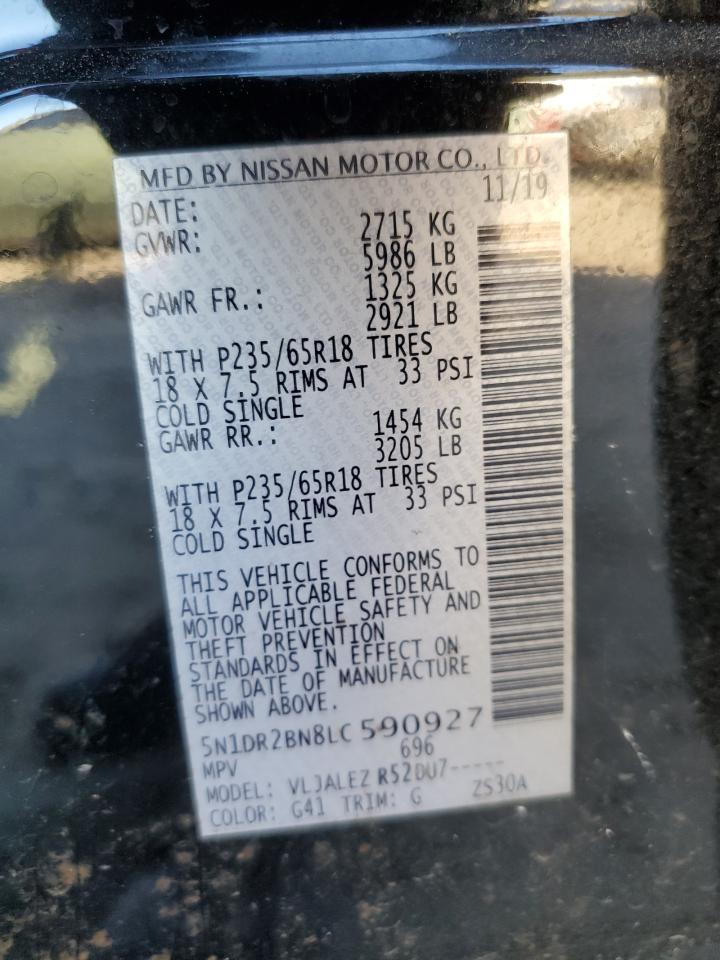 MFD BY NISSAN MOTOR CO., LTD.
DATE: 11/19
GVWR: 2715 KG
5986 LB
GAWR FR.: 1325 KG
2921 LB
WITH P235/65R18 TIRES
18 X 7.5 RIMS AT 33 PSI
COLD SINGLE
GAWR RR.: 1454 KG
3205 LB
WITH P235/65R18 TIRES
18 X 7.5 RIMS AT 33 PSI
COLD SINGLE
THIS VEHICLE CONFORMS TO
ALL APPLICABLE FEDERAL
MOTOR VEHICLE SAFETY AND
THEFT PREVENTION
STANDARDS IN EFFECT ON
THE DATE OF MANUFACTURE
SHOWN ABOVE.
5N1DR2BN8LC 590927
MPV 696
MODEL: VLJALEZ R52DU7-----
COLOR: G41 TRIM: G ZS30A